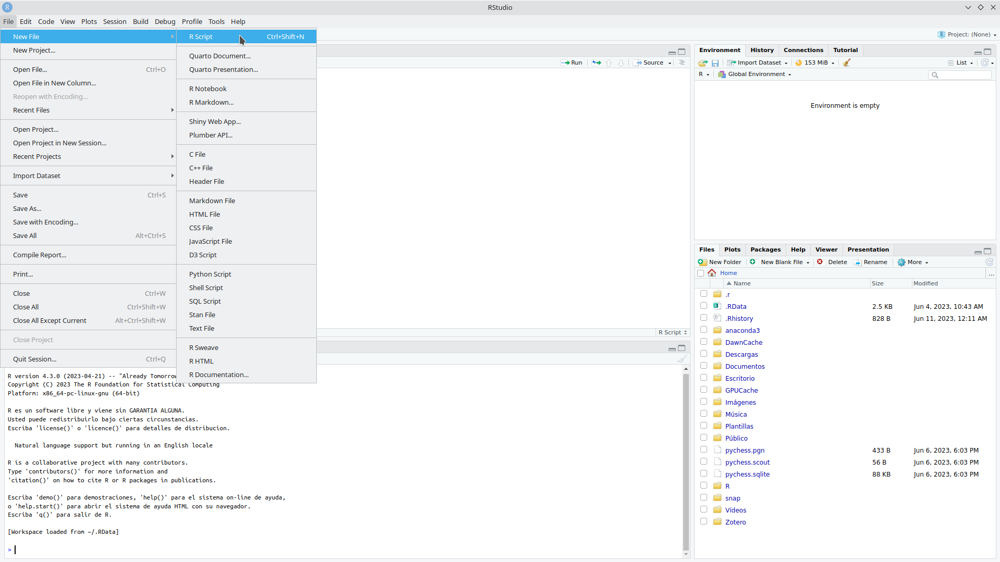 RStudio
File Edit Code View Plots Session Build Debug Profile Tools Help
Project: (None)
New File
New Project...
Open File... Ctrl+O
Open File in New Column...
Reopen with Encoding...
Recent Files
Open Project...
Open Project in New Session...
Recent Projects
Import Dataset
Save Ctrl+S
Save As...
Save with Encoding...
Save All Alt+Ctrl+S
Compile Report...
Print...
Close Ctrl+W
Close All Ctrl+Shift+W
Close All Except Current Alt+Ctrl+Shift+W
Close Project
Quit Session... Ctrl+Q
R Script Ctrl+Shift+N
Quarto Document...
Quarto Presentation...
R Notebook
R Markdown...
Shiny Web App...
Plumber API...
C File
C++ File
Header File
Markdown File
HTML File
CSS File
JavaScript File
D3 Script
Python Script
Shell Script
SQL Script
Stan File
Text File
R Sweave
R HTML
R Documentation...
Run Source
R Script
R version 4.3.0 (2023-04-21) -- "Already Tomorrow
Copyright (C) 2023 The R Foundation for Statistical Computing
Platform: x86_64-pc-linux-gnu (64-bit)
R es un software libre y viene sin GARANTIA ALGUNA.
Usted puede redistribuirlo bajo ciertas circunstancias.
Escriba 'license()' o 'licence()' para detalles de distribucion.
Natural language support but running in an English locale
R is a collaborative project with many contributors.
Type 'contributors()' for more information and
'citation()' on how to cite R or R packages in publications.
Escriba 'demo()' para demostraciones, 'help()' para el sistema on-line de ayuda,
o 'help.start()' para abrir el sistema de ayuda HTML con su navegador.
Escriba 'q()' para salir de R.
[Workspace loaded from ~/.RData]
>
Environment History Connections Tutorial
Import Dataset 153 MiB List
R Global Environment
Environment is empty
Files Plots Packages Help Viewer Presentation
New Folder New Blank File Delete Rename More
Home ...
Name Size Modified
.r
.RData 2.5 KB Jun 4, 2023, 10:43 AM
.Rhistory 828 B Jun 11, 2023, 12:11 AM
anaconda3
DawnCache
Descargas
Documentos
Escritorio
GPUCache
Imágenes
Música
Plantillas
Público
pychess.pgn 433 B Jun 6, 2023, 6:03 PM
pychess.scout 56 B Jun 6, 2023, 6:03 PM
pychess.sqlite 88 KB Jun 6, 2023, 6:03 PM
R
snap
Vídeos
Zotero